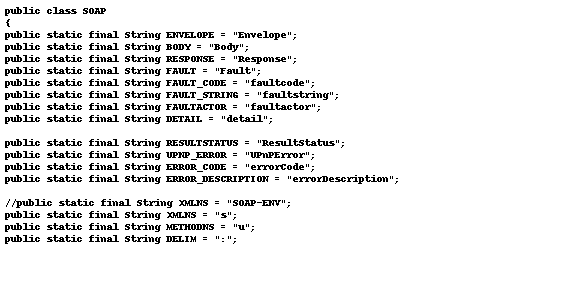 public class SOAP
{
public static final String ENVELOPE = "Envelope";
public static final String BODY = "Body";
public static final String RESPONSE = "Response";
public static final String FAULT = "Fault";
public static final String FAULT_CODE = "faultcode";
public static final String FAULT_STRING = "faultstring";
public static final String FAULTACTOR = "faultactor";
public static final String DETAIL = "detail";
public static final String RESULTSTATUS = "ResultStatus";
public static final String UPNP_ERROR = "UPnPError";
public static final String ERROR_CODE = "errorCode";
public static final String ERROR_DESCRIPTION = "errorDescription";
//public static final String XMLNS = "SOAP-ENV";
public static final String XMLNS = "s";
public static final String METHODNS = "u";
public static final String DELIM = ":";